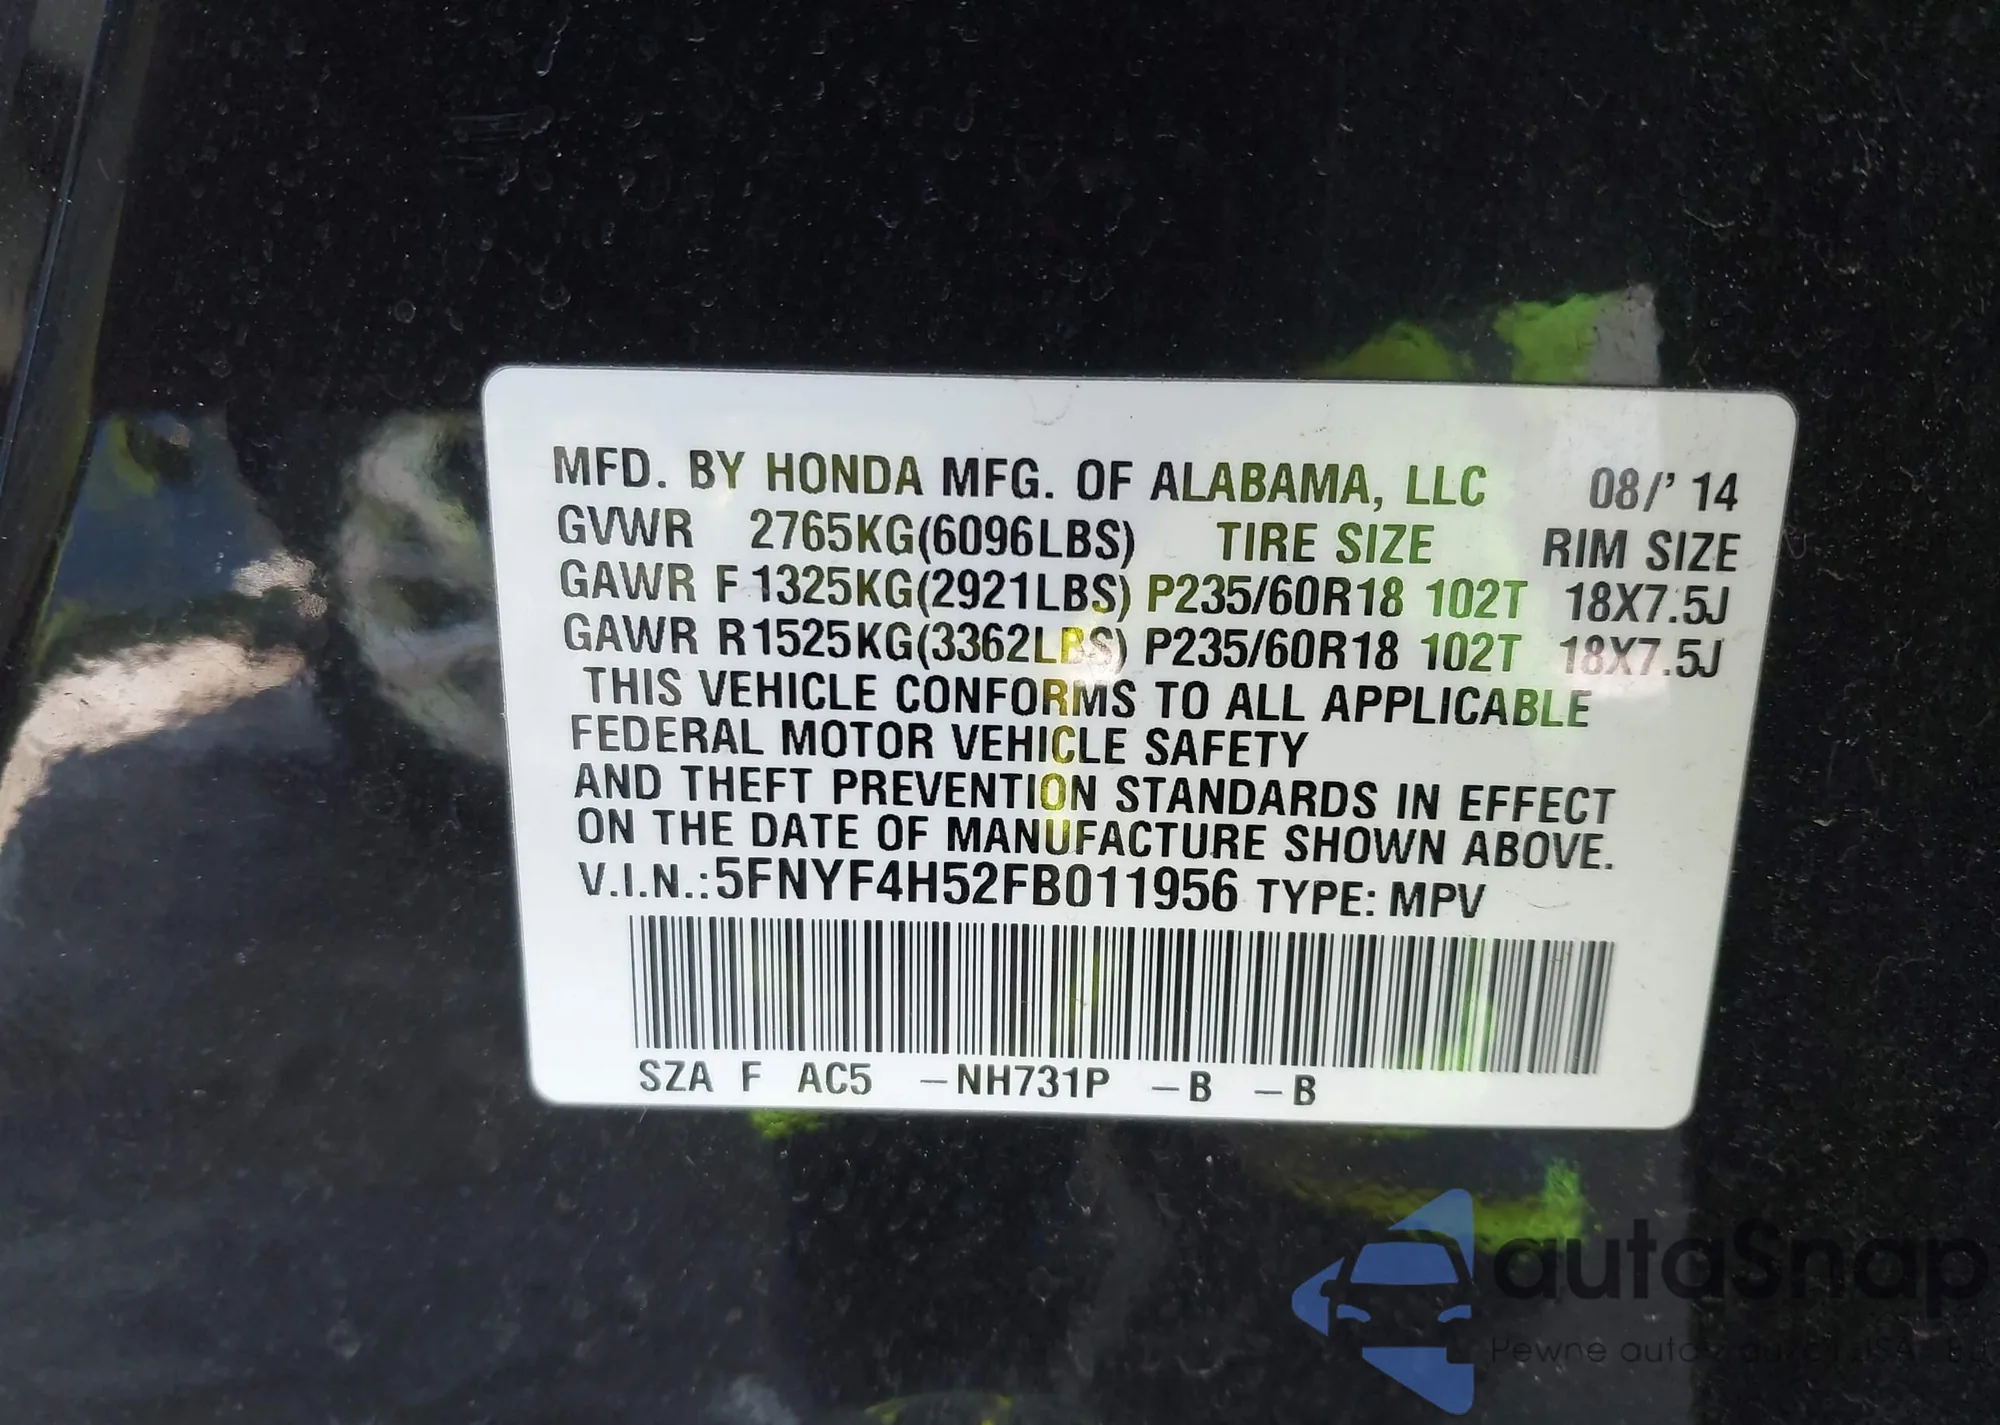 MFD. BY HONDA MFG. OF ALABAMA, LLC 08/' 14
GVWR 2765KG(6096LBS) TIRE SIZE RIM SIZE
GAWR F 1325KG(2921LBS) P235/60R18 102T 18X7.5J
GAWR R1525KG(3362LBS) P235/60R18 102T 18X7.5J
THIS VEHICLE CONFORMS TO ALL APPLICABLE
FEDERAL MOTOR VEHICLE SAFETY
AND THEFT PREVENTION STANDARDS IN EFFECT
ON THE DATE OF MANUFACTURE SHOWN ABOVE.
V.I.N.:5FNYF4H52FB011956 TYPE: MPV
SZA F AC5 –NH731P –B –B
autaSnap
Pewne auto